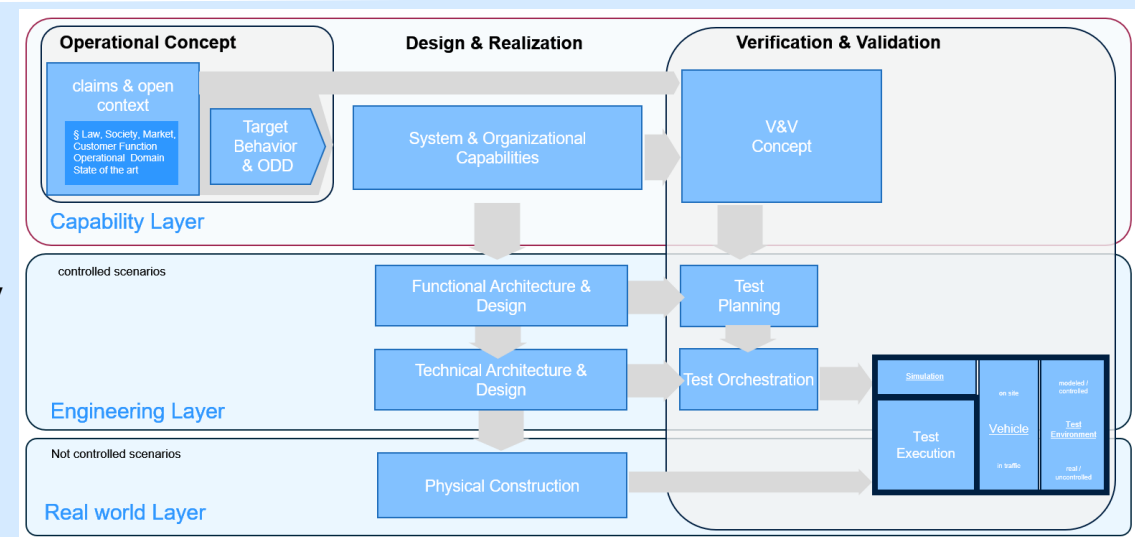 Operational Concept
Design & Realization
Verification & Validation
claims & open
context
§ Law, Society, Market,
Customer Function
Operational Domain
State of the art
Target
Behavior
& ODD
System & Organizational
Capabilities
V&V
Concept
Capability Layer
controlled scenarios
Functional Architecture &
Design
Test
Planning
Technical Architecture &
Design
Test Orchestration
Engineering Layer
Simulation
Test
Execution
on site
Vehicle
in traffic
modeled /
controlled
Test
Environment
real /
uncontrolled
Not controlled scenarios
Physical Construction
Real world Layer